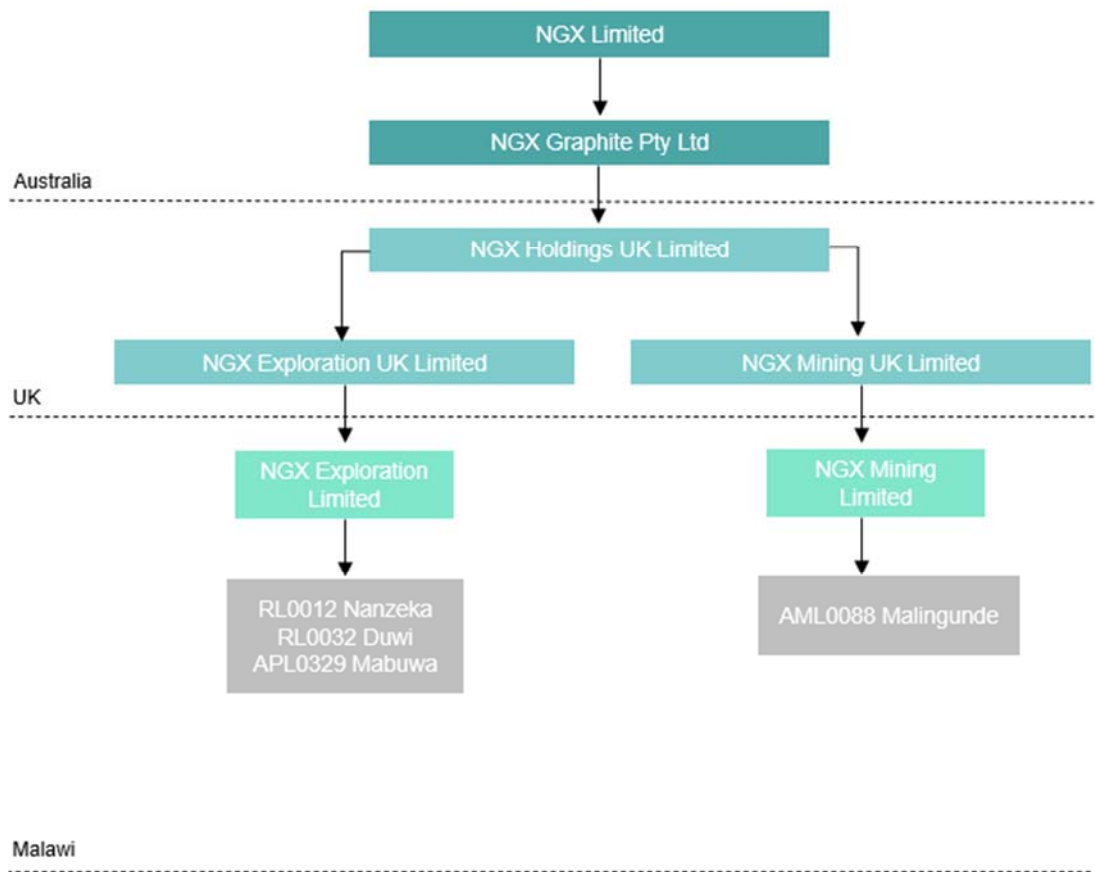 NGX Limited
NGX Graphite Pty Ltd
Australia
NGX Holdings UK Limited
NGX Exploration UK Limited
NGX Mining UK Limited
UK
NGX Exploration
Limited
NGX Mining
Limited
RL0012 Nanzeka
RL0032 Duwi
APL0329 Mabuwa
AML0088 Malingunde
Malawi